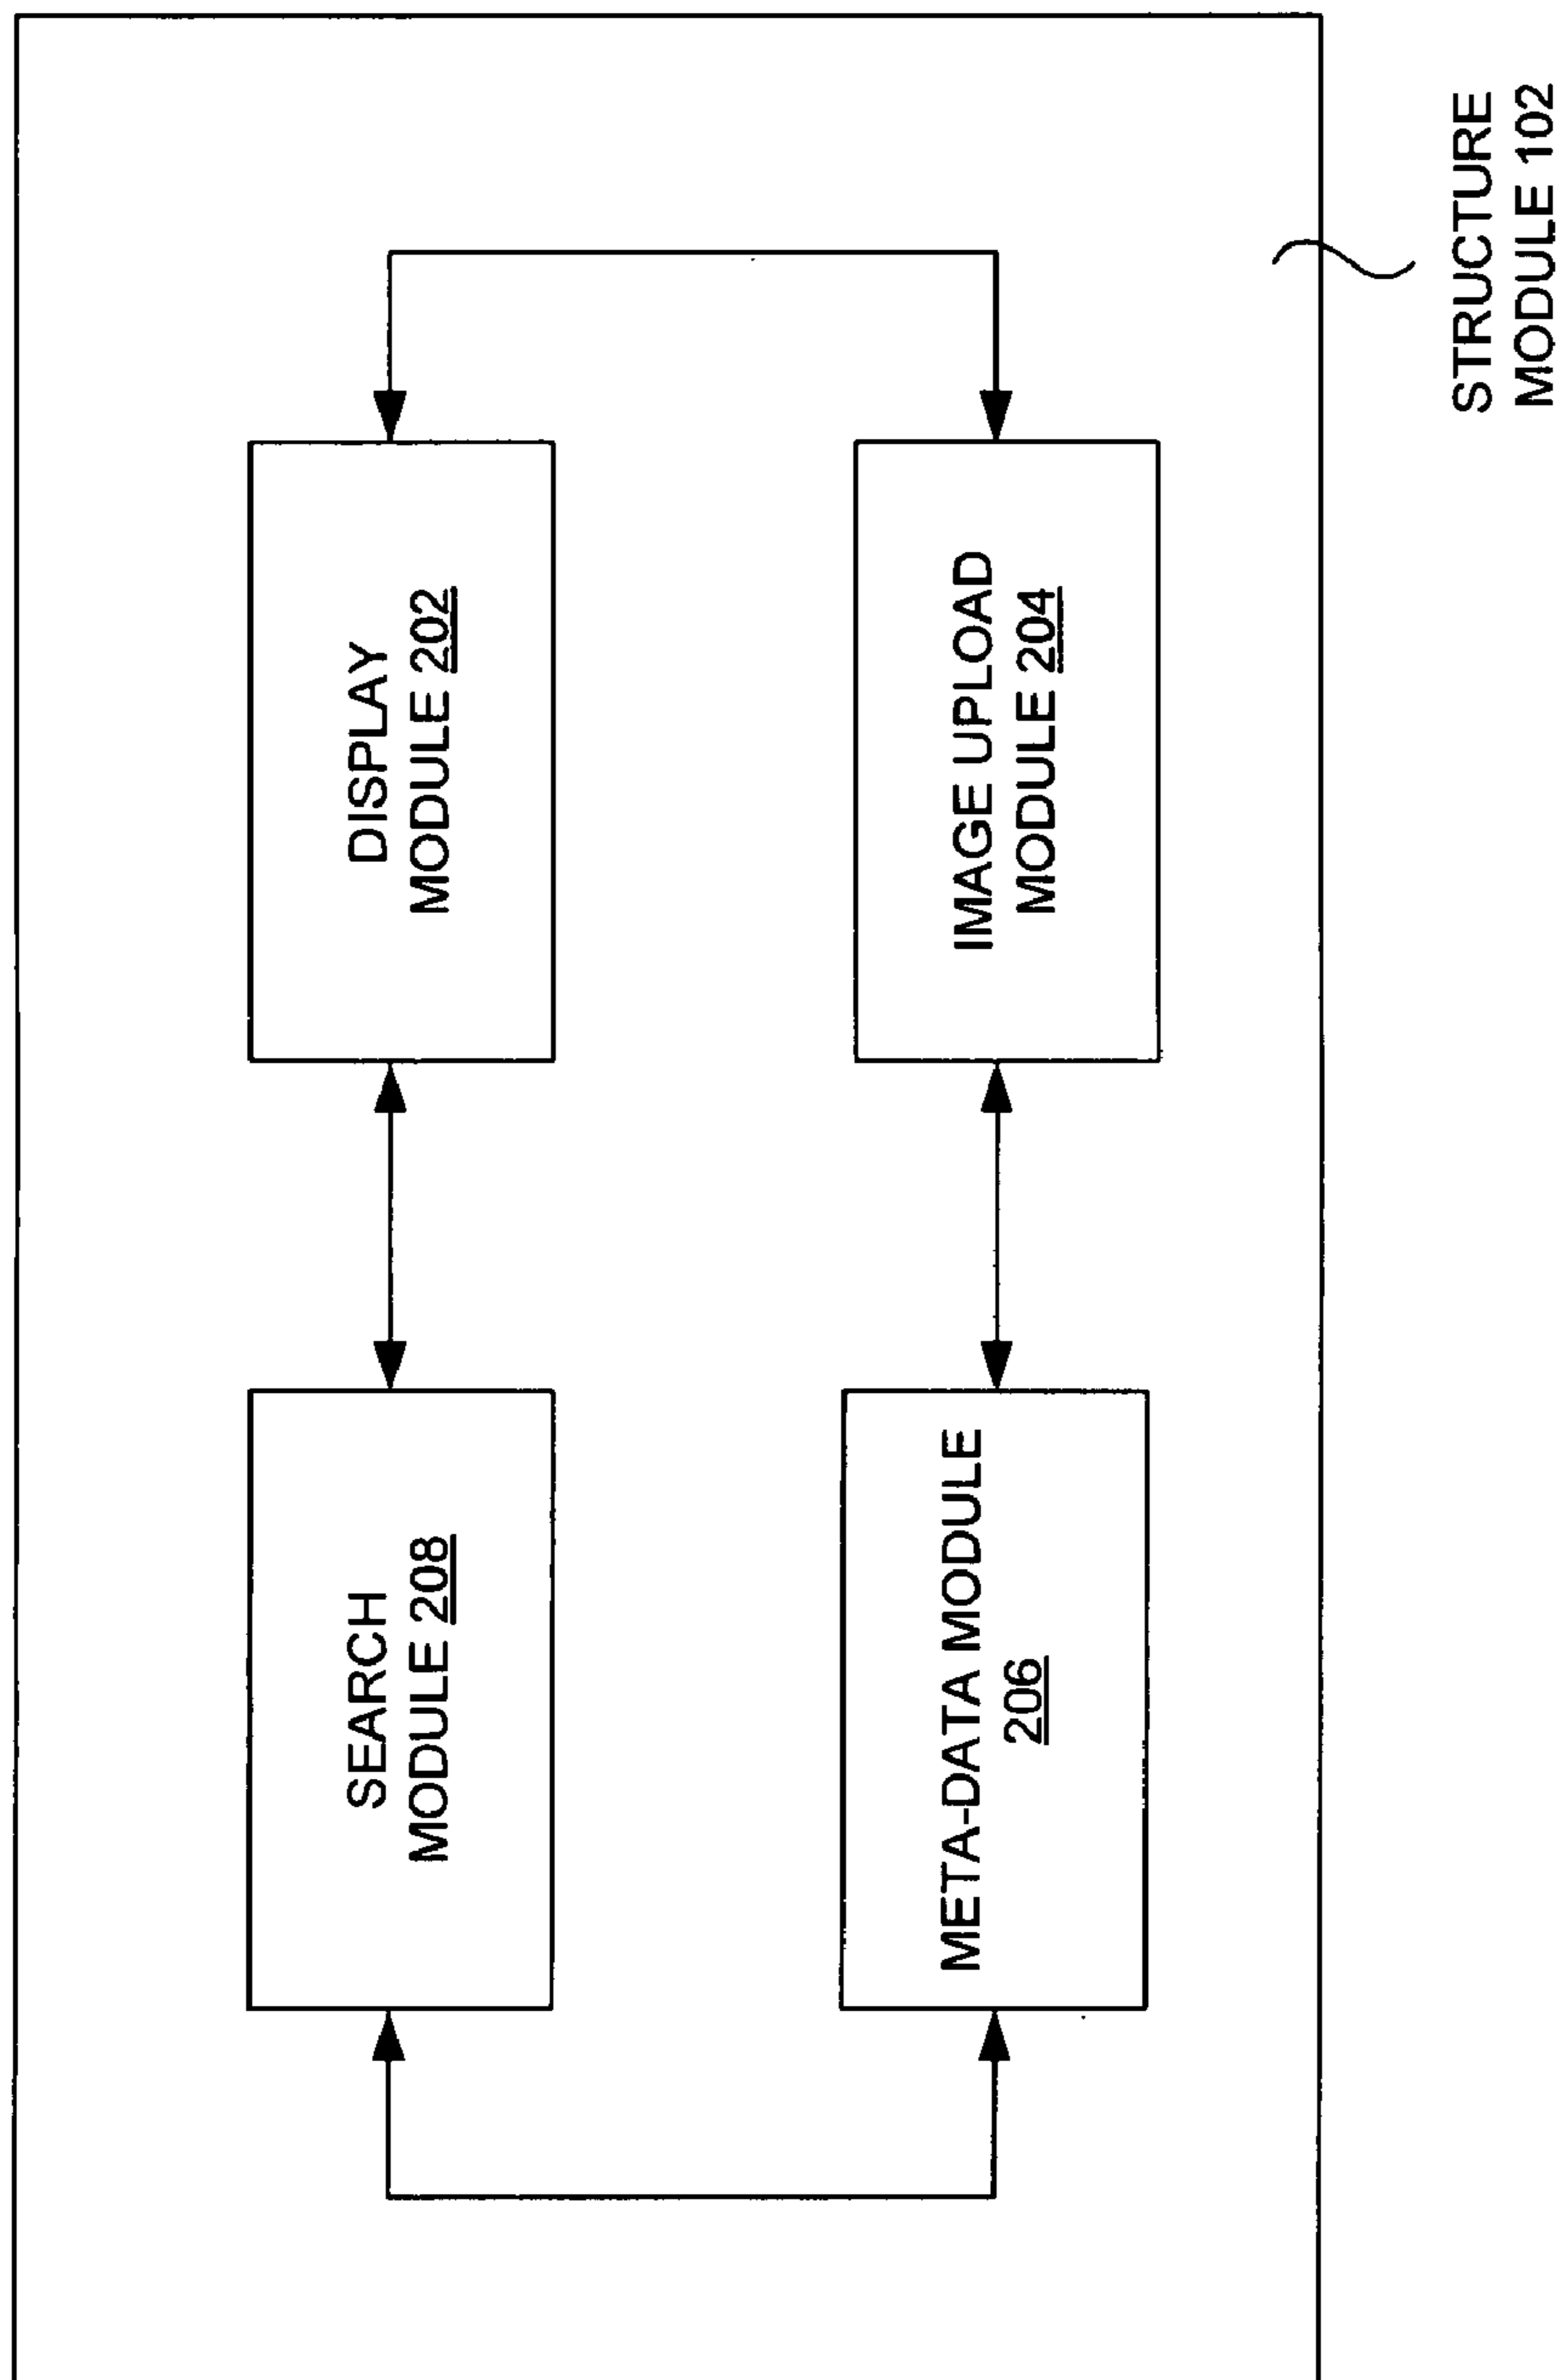 SEARCH
MODULE 208
DISPLAY
MODULE 202
META-DATA MODULE
206
IMAGE UPLOAD
MODULE 204
STRUCTURE
MODULE 102